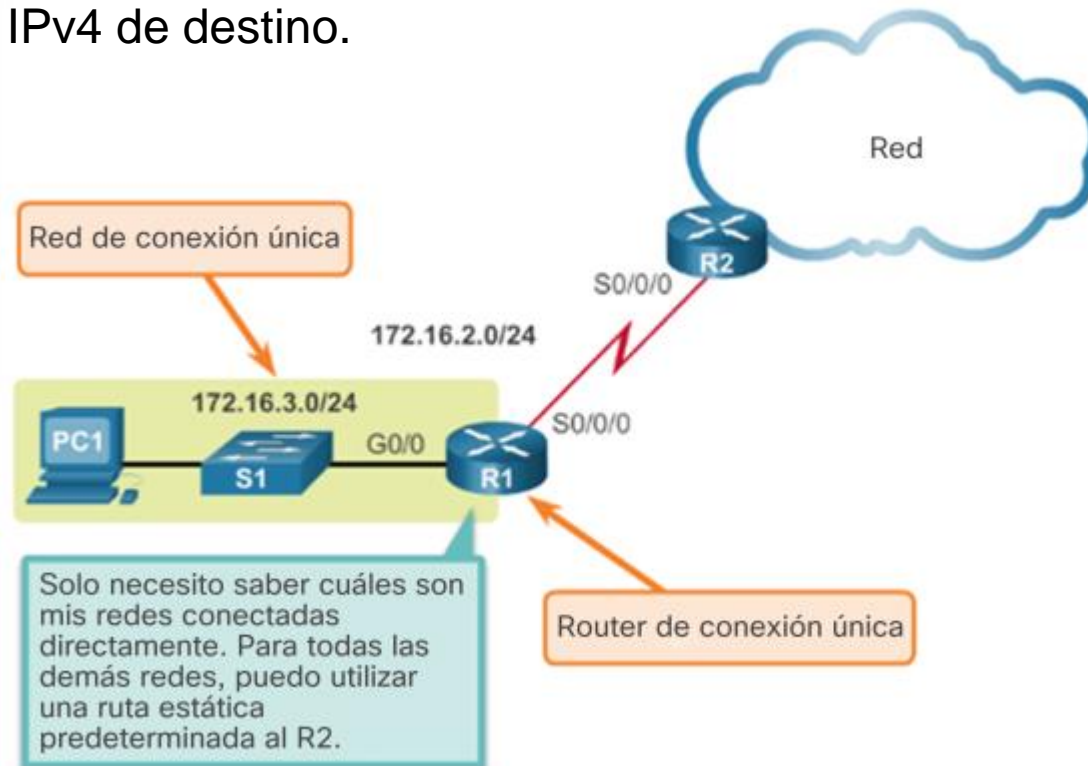 IPv4 de destino.
Red
Red de conexión única
R2
S0/0/0
172.16.2.0/24
172.16.3.0/24
S0/0/0
PC1
G0/0
S1
R1
Solo necesito saber cuáles son
mis redes conectadas
directamente. Para todas las
demás redes, puedo utilizar
una ruta estática
predeterminada al R2.
Router de conexión única